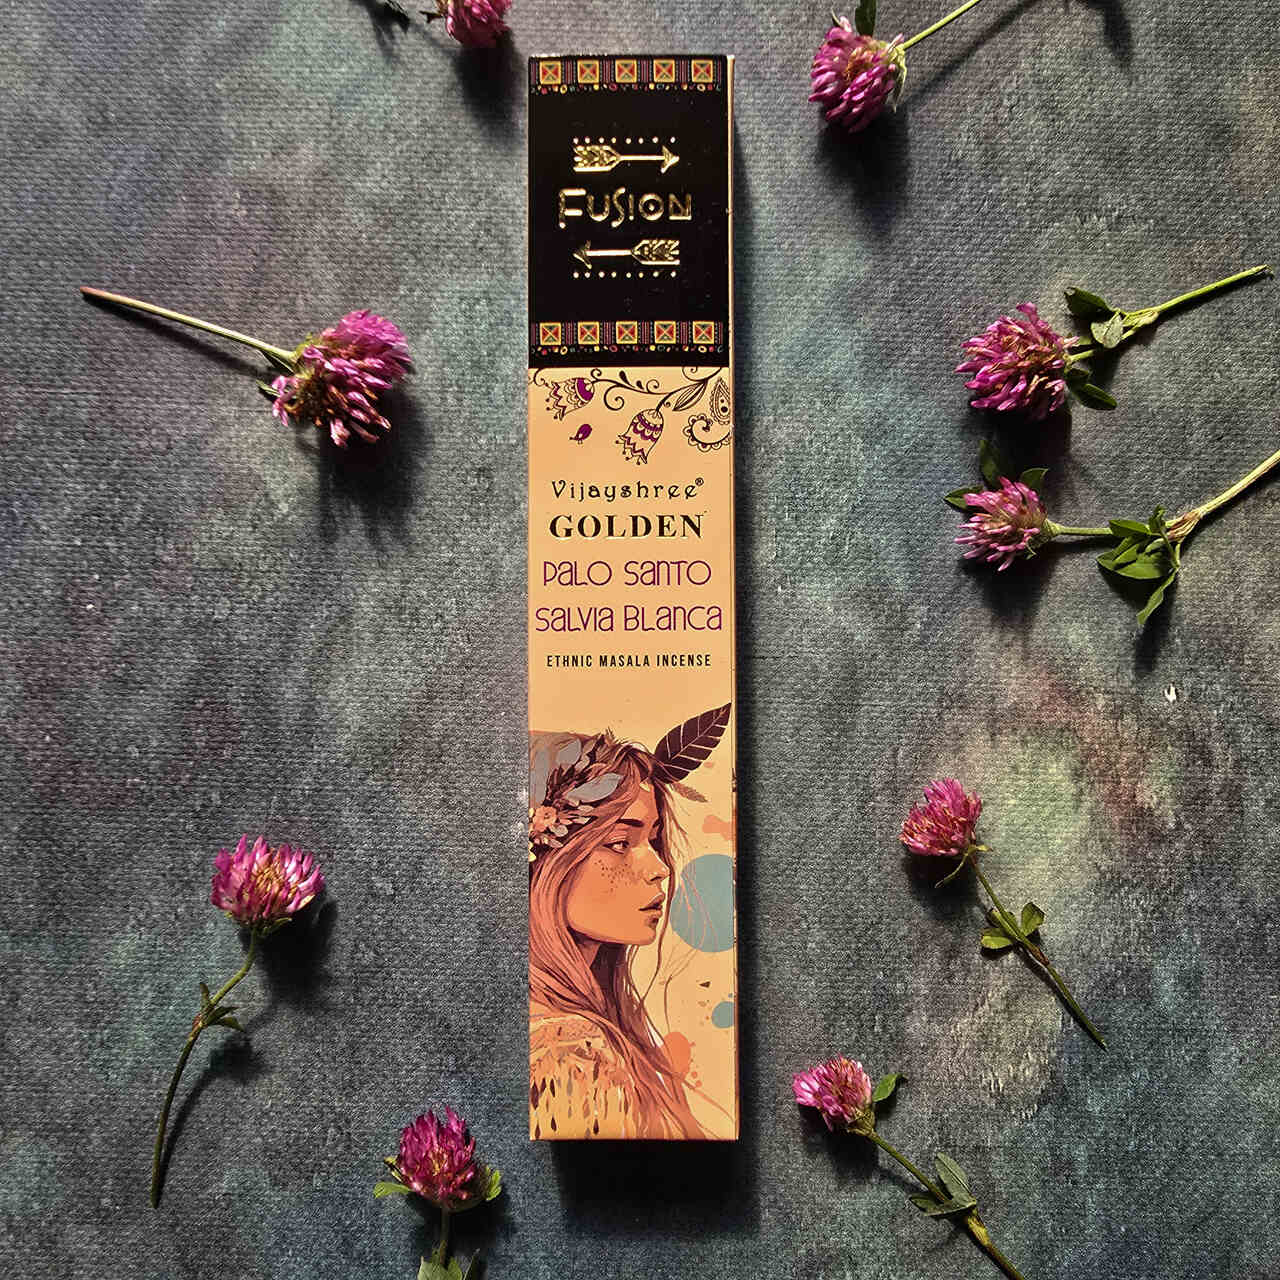 FUSION
Vijayshree®
GOLDEN
PALO SANTO
SALVIA BLANCA
ETHNIC MASALA INCENSE